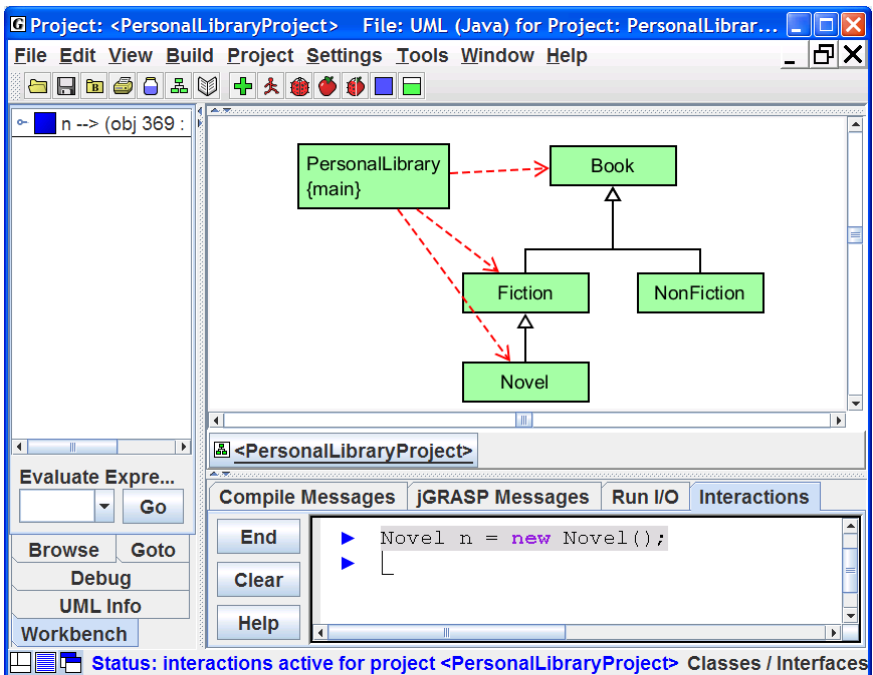 Project: <PersonalLibraryProject> File: UML (Java) for Project: PersonalLibrar...
File Edit View Build Project Settings Tools Window Help
n --> (obj 369 :
PersonalLibrary
{main}
Book
Fiction
NonFiction
Novel
<PersonalLibraryProject>
Evaluate Expre...
Go
Browse Goto
Debug
UML Info
Workbench
Compile Messages jGRASP Messages Run I/O Interactions
End
Clear
Help
Novel n = new Novel();
Status: interactions active for project <PersonalLibraryProject> Classes / Interfaces